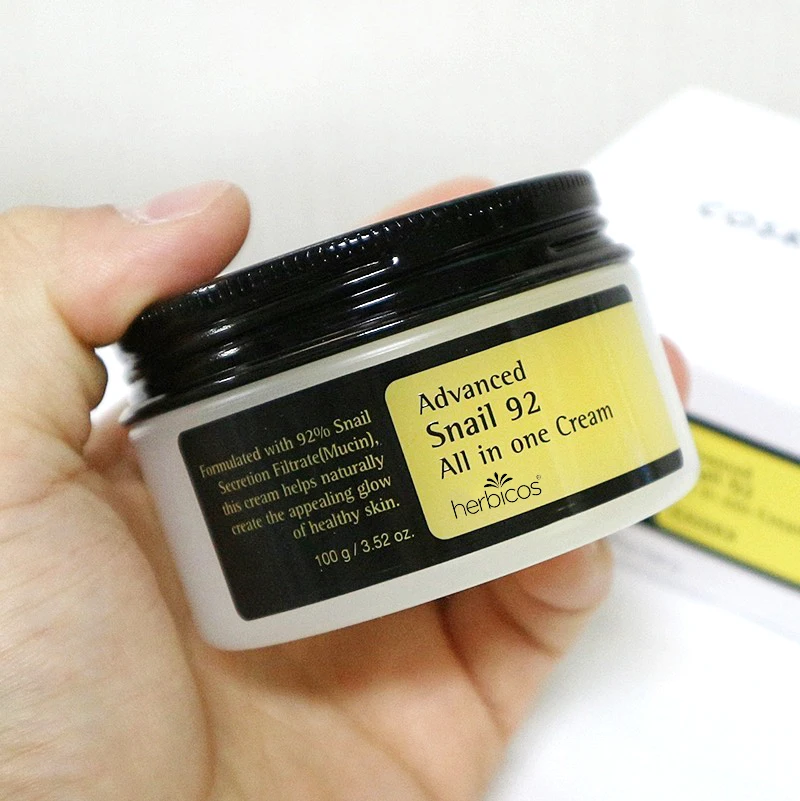 Formulated with 92% Snail
Secretion Filtrate(Mucin),
this cream helps naturally
create the appealing glow
of healthy skin.
100 g / 3.52 oz.
Advanced
Snail 92
All in one Cream
herbicos®